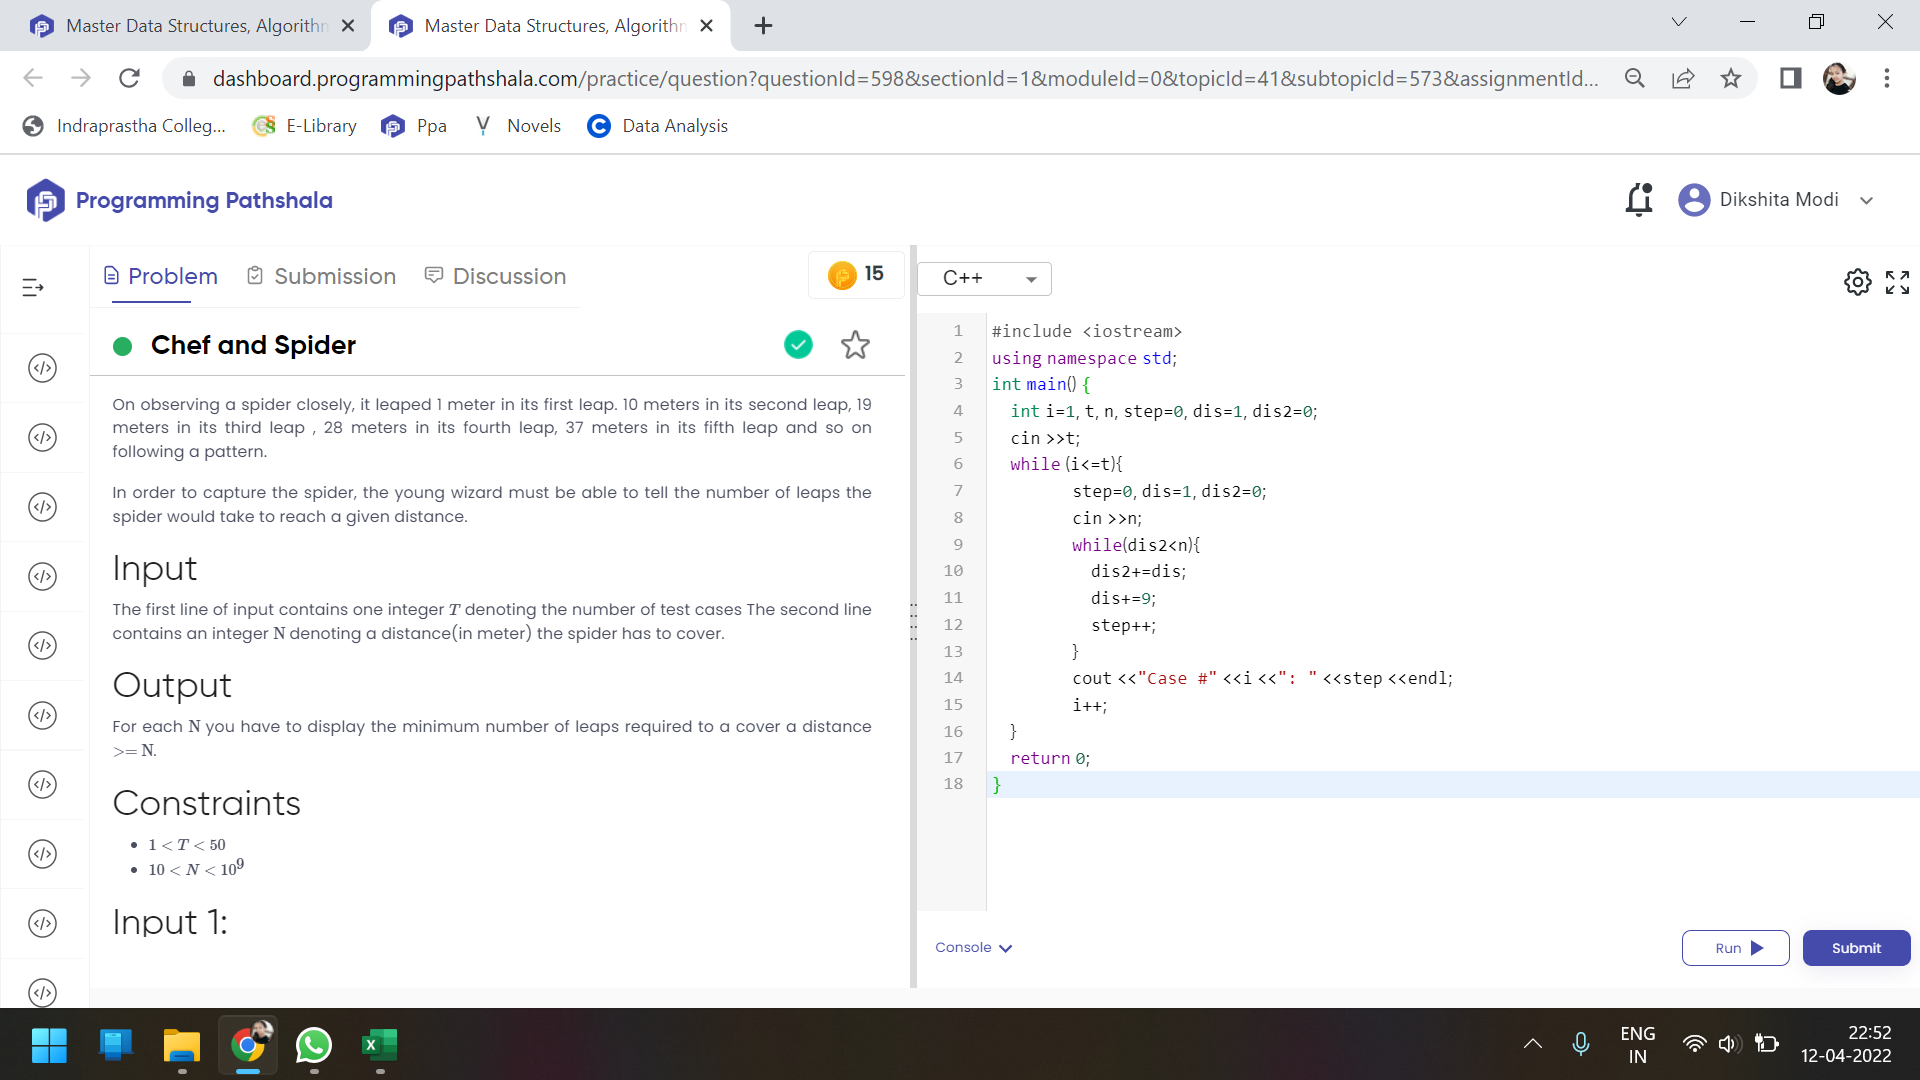 Master Data Structures, Algorithm
Master Data Structures, Algorithm
dashboard.programmingpathshala.com/practice/question?questionId=598&sectionId=1&moduleId=0&topicId=41&subtopicId=573&assignmentId...
Indraprastha Colleg... E-Library Ppa Novels Data Analysis
Programming Pathshala
Dikshita Modi
Problem Submission Discussion
15
C++
Chef and Spider
On observing a spider closely, it leaped 1 meter in its first leap. 10 meters in its second leap, 19
meters in its third leap , 28 meters in its fourth leap, 37 meters in its fifth leap and so on
following a pattern.
In order to capture the spider, the young wizard must be able to tell the number of leaps the
spider would take to reach a given distance.
Input
The first line of input contains one integer T denoting the number of test cases The second line
contains an integer N denoting a distance(in meter) the spider has to cover.
Output
For each N you have to display the minimum number of leaps required to a cover a distance
>= N.
Constraints
• 1 < T < 50
• 10 < N < 10⁹
Input 1:
1 #include <iostream>
2 using namespace std;
3 int main() {
4 int i=1, t, n, step=0, dis=1, dis2=0;
5 cin >>t;
6 while (i<=t){
7 step=0, dis=1, dis2=0;
8 cin >>n;
9 while(dis2<n){
10 dis2+=dis;
11 dis+=9;
12 step++;
13 }
14 cout <<"Case #" <<i <<": " <<step <<endl;
15 i++;
16 }
17 return 0;
18 }
Console
Run
Submit
ENG
IN
22:52
12-04-2022